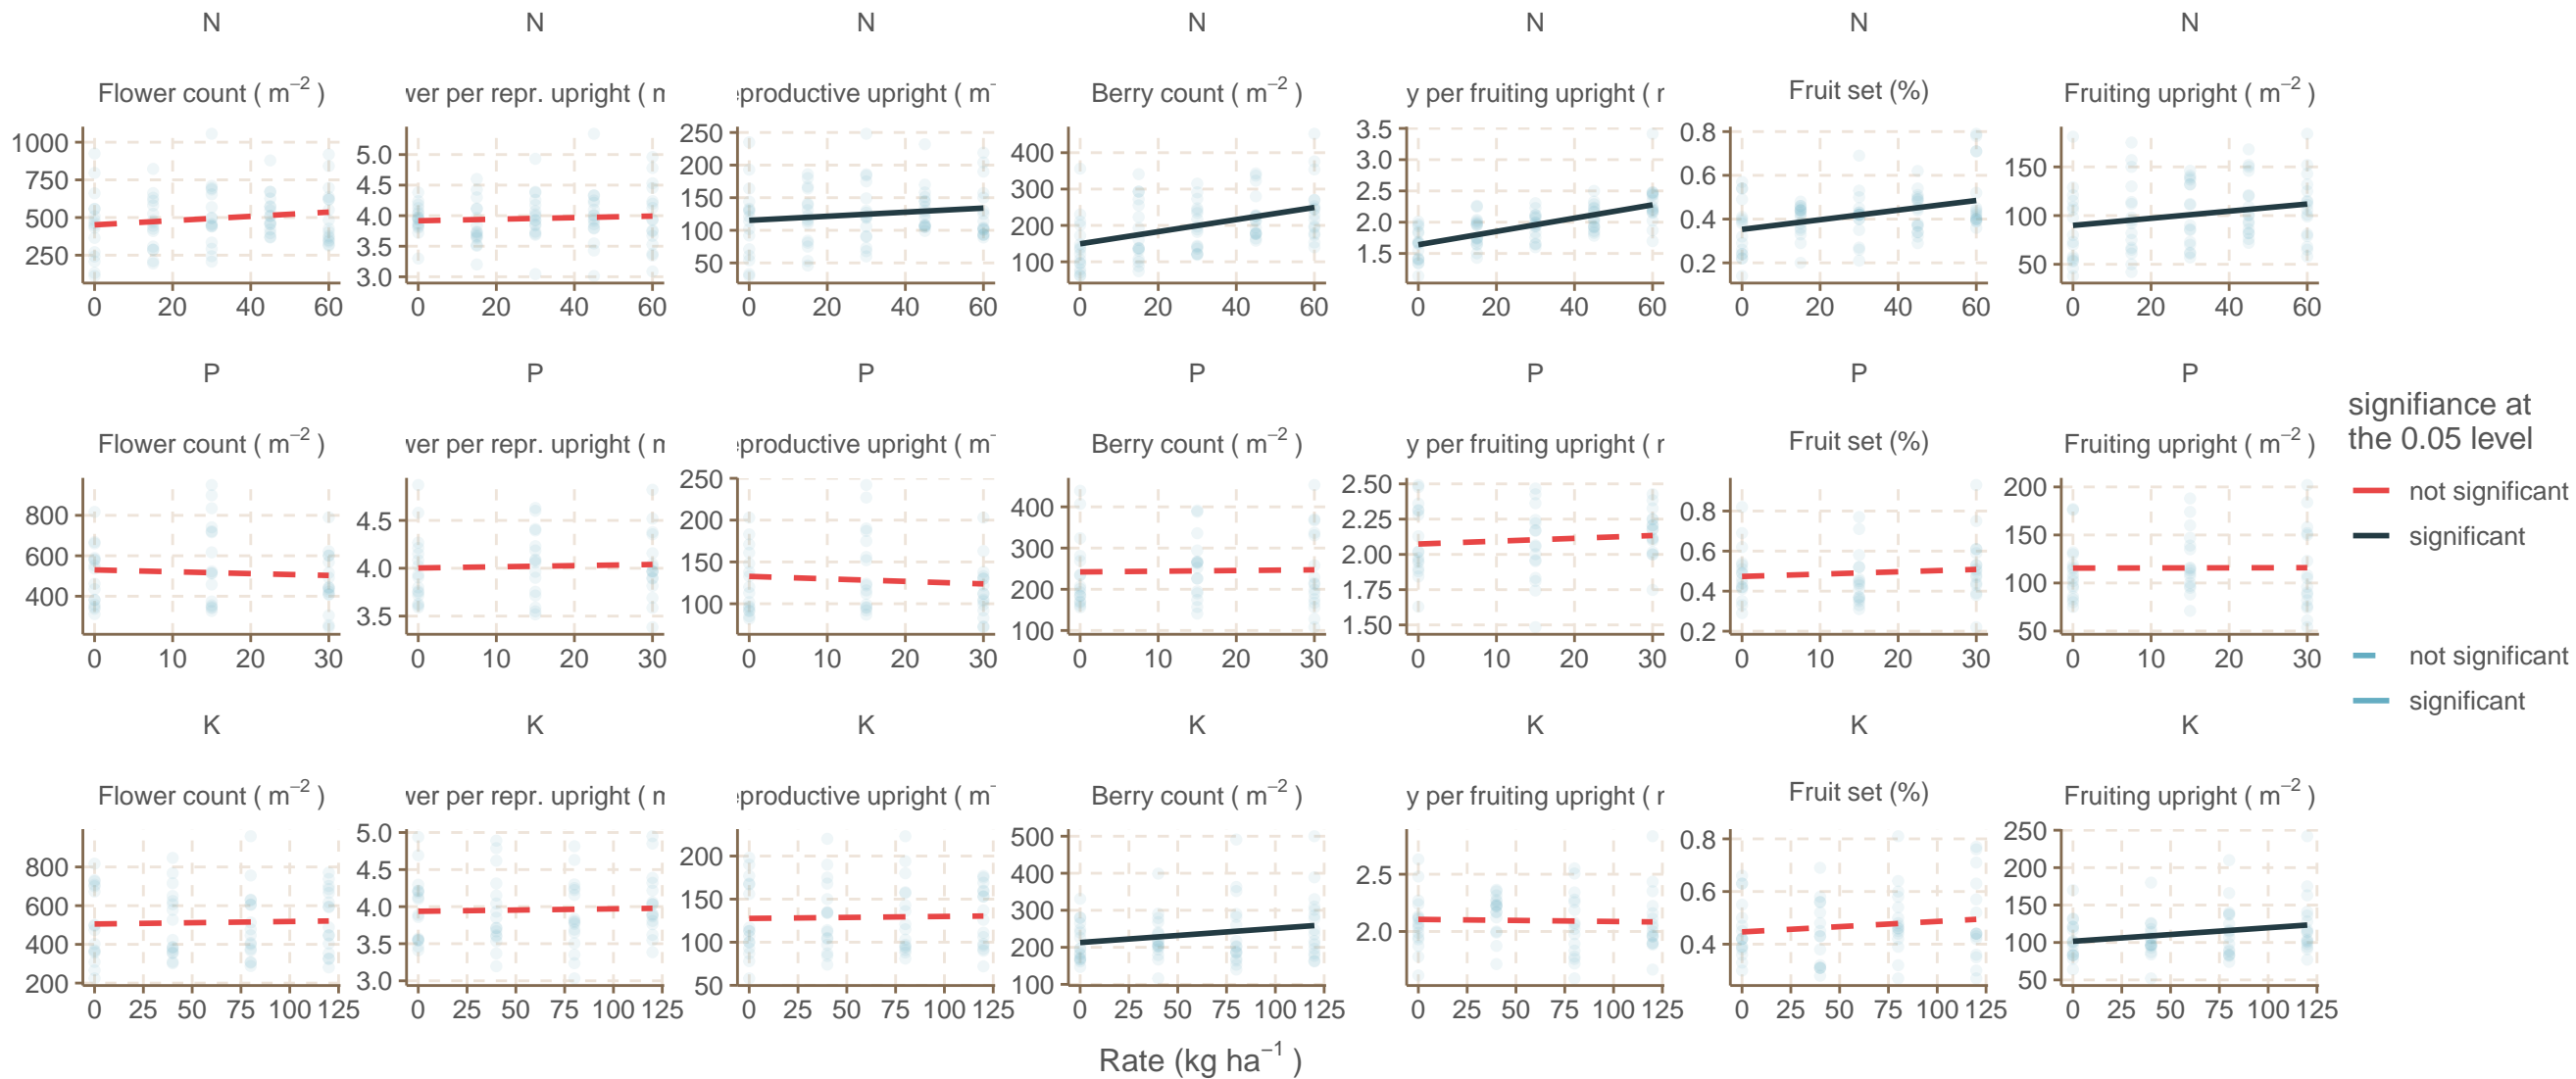 N N N N N N N
Flower count ( m−2 ) wer per repr. upright ( m eproductive upright ( m− Berry count ( m−2 ) y per fruiting upright ( r Fruit set (%) Fruiting upright ( m−2 )
1000 750 500 250
5.0 4.5 4.0 3.5 3.0
250 200 150 100 50
400 300 200 100
3.5 3.0 2.5 2.0 1.5
0.8 0.6 0.4 0.2
150 100 50
0 20 40 60 0 20 40 60 0 20 40 60 0 20 40 60 0 20 40 60 0 20 40 60 0 20 40 60
P P P P P P P
Flower count ( m−2 ) wer per repr. upright ( m eproductive upright ( m− Berry count ( m−2 ) y per fruiting upright ( r Fruit set (%) Fruiting upright ( m−2 )
800 600 400
4.5 4.0 3.5
250 200 150 100
400 300 200 100
2.50 2.25 2.00 1.75 1.50
0.8 0.6 0.4 0.2
200 150 100 50
0 10 20 30 0 10 20 30 0 10 20 30 0 10 20 30 0 10 20 30 0 10 20 30 0 10 20 30
K K K K K K K
Flower count ( m−2 ) wer per repr. upright ( m eproductive upright ( m− Berry count ( m−2 ) y per fruiting upright ( r Fruit set (%) Fruiting upright ( m−2 )
800 600 400 200
5.0 4.5 4.0 3.5 3.0
200 150 100 50
500 400 300 200 100
2.5 2.0
0.8 0.6 0.4
250 200 150 100 50
0 25 50 75 100 125 0 25 50 75 100 125 0 25 50 75 100 125 0 25 50 75 100 125 0 25 50 75 100 125 0 25 50 75 100 125 0 25 50 75 100 125
Rate (kg ha−1 )
signifiance at
the 0.05 level
not significant
significant
not significant
significant